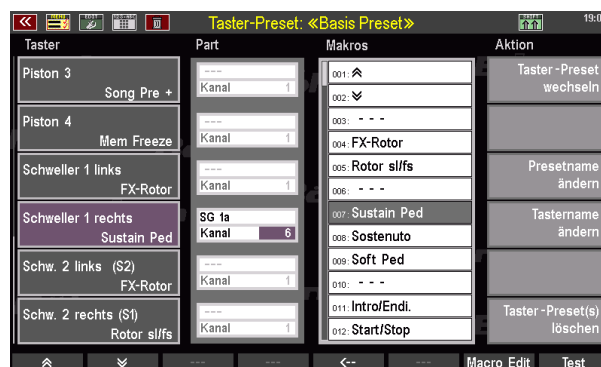 Taster-Preset: «Basis Preset»
19:0
Taster
Part
Makros
Aktion
Piston 3
Song Pre +
Piston 4
Mem Freeze
Schweller 1 links
FX-Rotor
Schweller 1 rechts
Sustain Ped
Schw. 2 links (S2)
FX-Rotor
Schw. 2 rechts (S1)
Rotor sl/fs
---
Kanal 1
---
Kanal 1
---
Kanal 1
SG 1a
Kanal 6
---
Kanal 1
---
Kanal 1
001:
002:
003: - - -
004: FX-Rotor
005: Rotor sl/fs
006: - - -
007: Sustain Ped
008: Sostenuto
009: Soft Ped
010: - - -
011: Intro/Endi.
012: Start/Stop
Taster-Preset
wechseln
Presetname
ändern
Tastername
ändern
Taster-Preset(s)
löschen
--- --- <-- --- Macro Edit Test